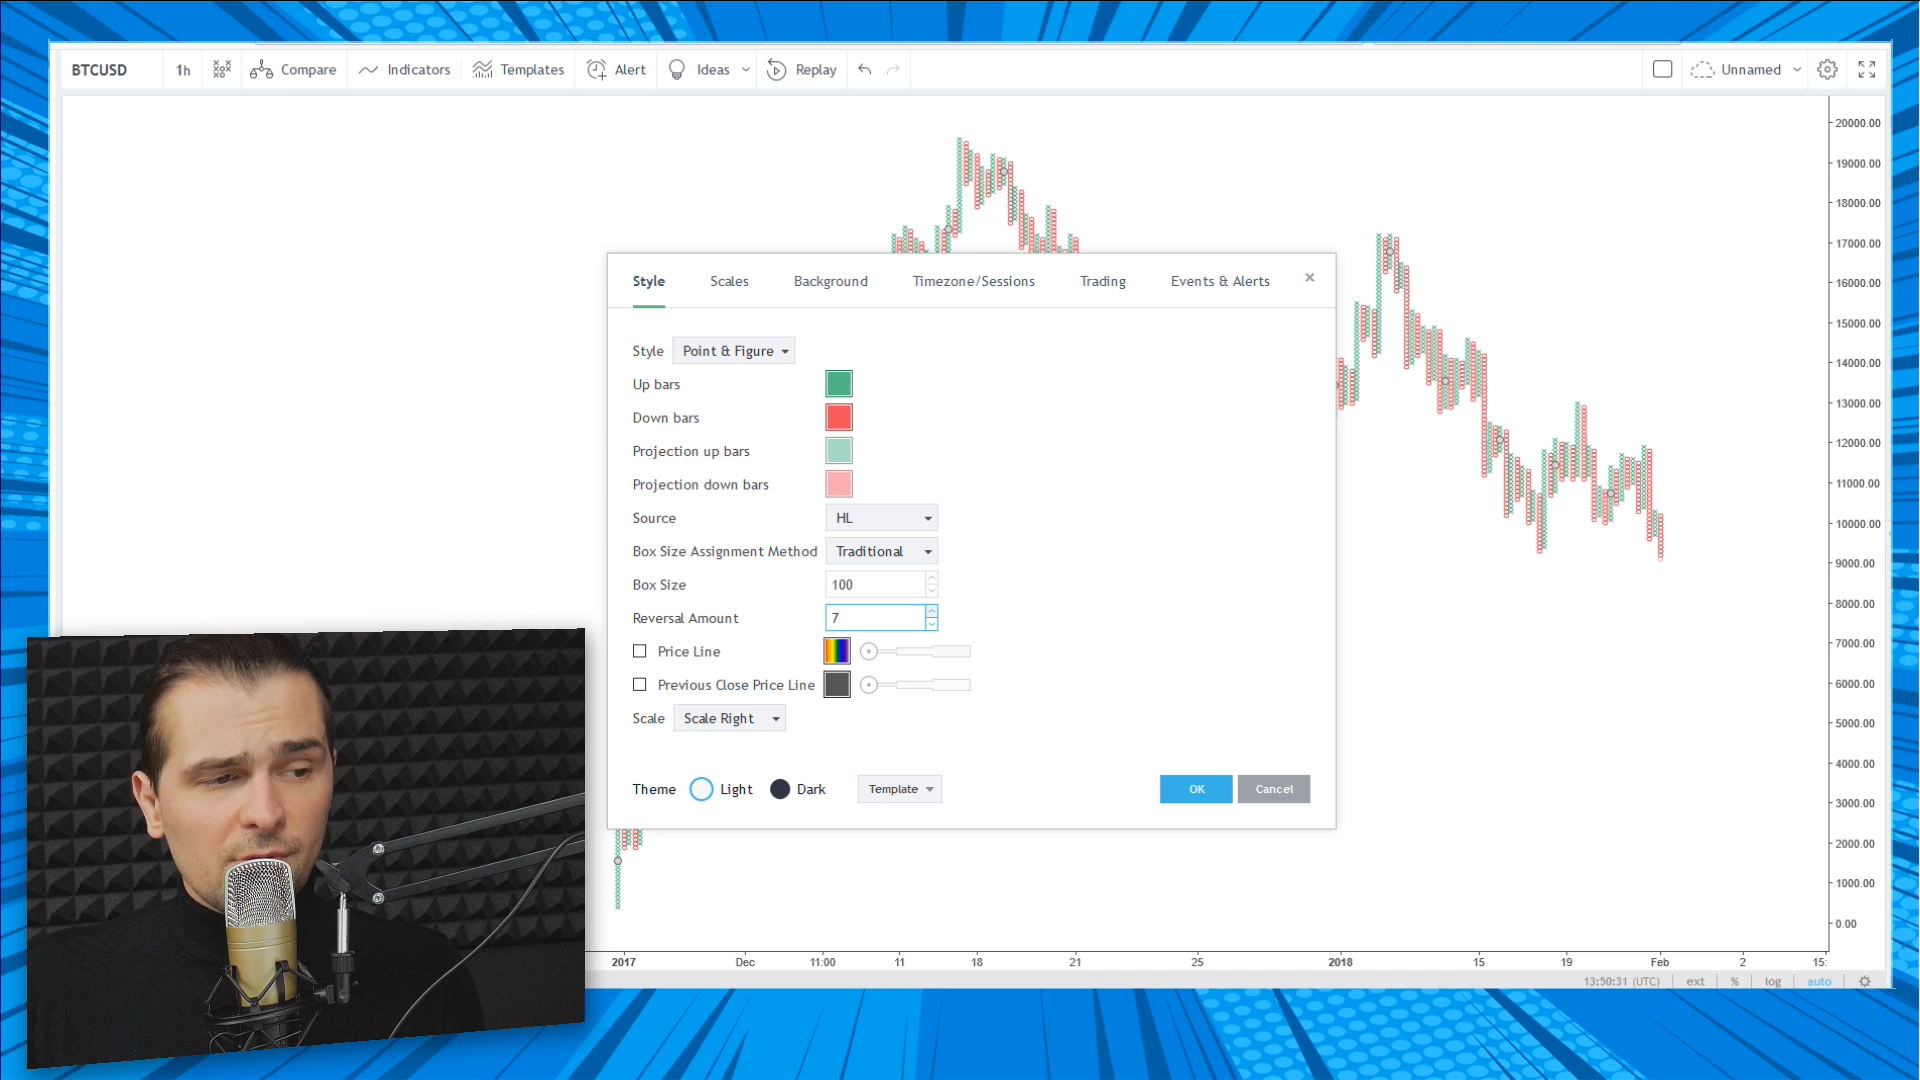 BTCUSD 1h Compare Indicators Templates Alert Ideas Replay Unnamed
20000.00
19000.00
18000.00
17000.00
16000.00
15000.00
14000.00
13000.00
12000.00
11000.00
10000.00
9000.00
8000.00
7000.00
6000.00
5000.00
4000.00
3000.00
2000.00
1000.00
0.00
Style Scales Background Timezone/Sessions Trading Events & Alerts
Style Point & Figure
Up bars
Down bars
Projection up bars
Projection down bars
Source HL
Box Size Assignment Method Traditional
Box Size 100
Reversal Amount 7
Price Line
Previous Close Price Line
Scale Scale Right
Theme Light Dark Template OK Cancel
2017 Dec 11:00 11 18 21 25 2018 15 19 Feb 2 15:
13:50:31 (UTC) ext % log auto